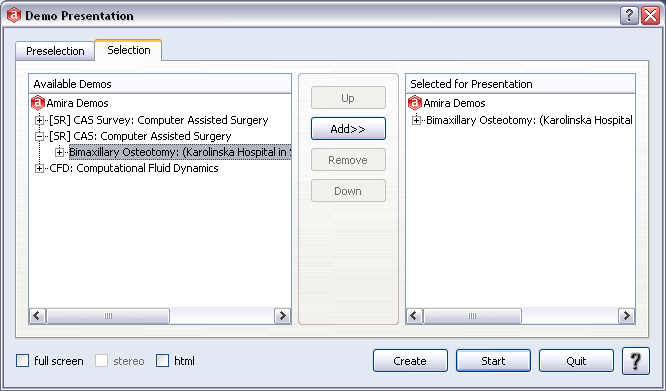 Demo Presentation
Preselection
Selection
Available Demos
Amira Demos
[SR] CAS Survey: Computer Assisted Surgery
[SR] CAS: Computer Assisted Surgery
Bimaxillary Osteotomy: (Karolinska Hospital in
CFD: Computational Fluid Dynamics
Up
Add>>
Remove
Down
Selected for Presentation
Amira Demos
Bimaxillary Osteotomy: (Karolinska Hospital
full screen
stereo
html
Create
Start
Quit
?